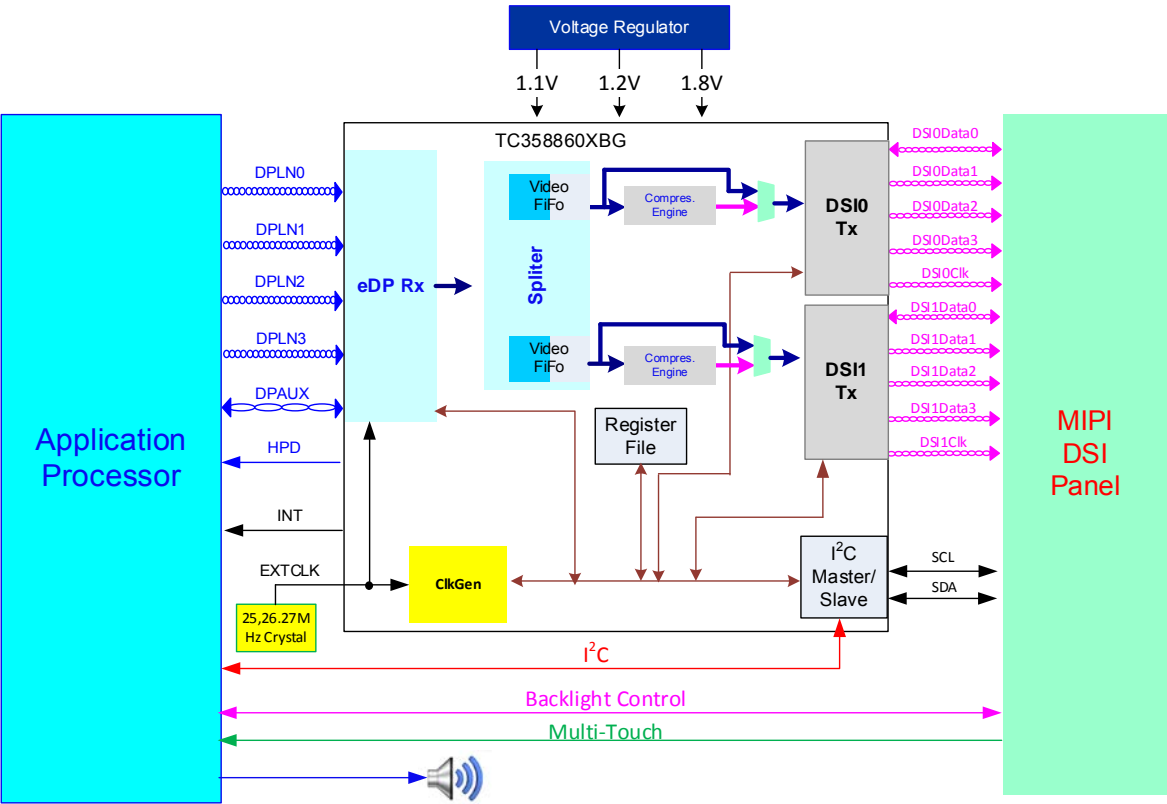 Voltage Regulator
1.1V
1.2V
1.8V
TC358860XBG
Application
Processor
DPLN0
DPLN1
DPLN2
DPLN3
DPAUX
HPD
INT
EXTCLK
25,26.27M
Hz Crystal
eDP Rx
Spliter
Video
FiFo
Compres.
Engine
Video
FiFo
Compres.
Engine
DSI0
Tx
DSI1
Tx
Register
File
ClkGen
I²C
Master/
Slave
DSI0Data0
DSI0Data1
DSI0Data2
DSI0Data3
DSI0Clk
DSI1Data0
DSI1Data1
DSI1Data2
DSI1Data3
DSI1Clk
SCL
SDA
MIPI
DSI
Panel
I²C
Backlight Control
Multi-Touch